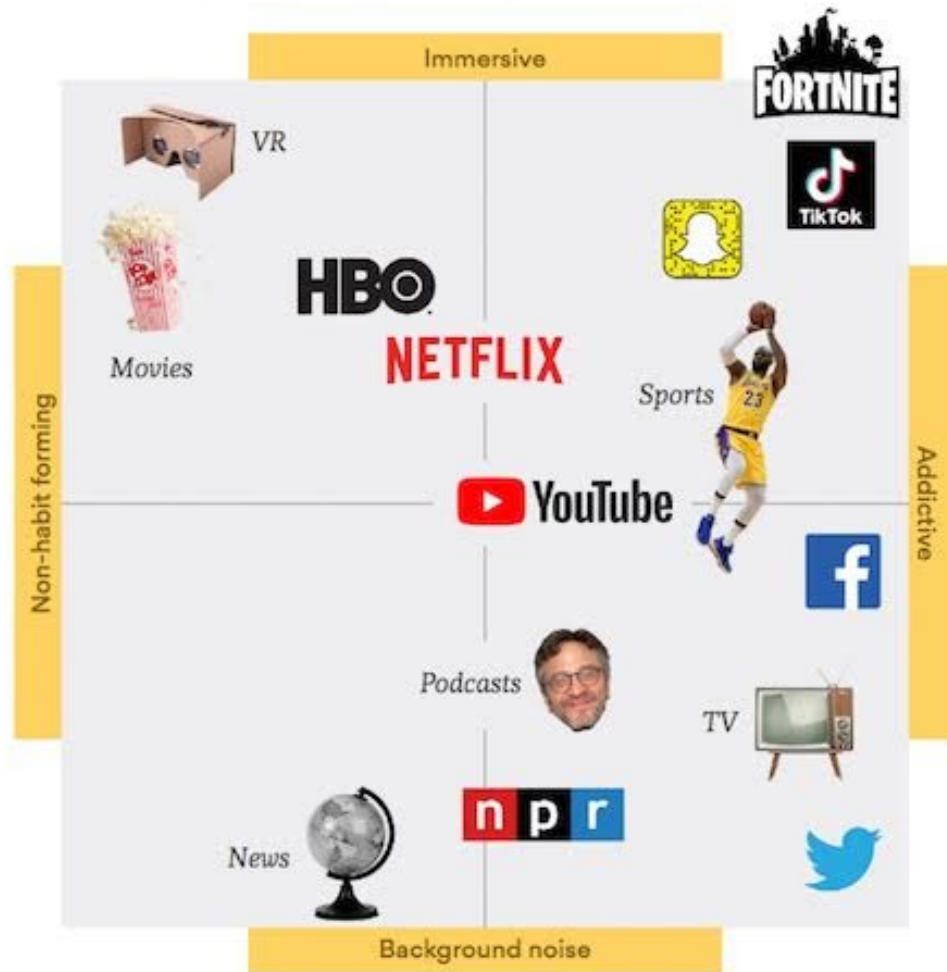 Immersive
FORTNITE
VR
TikTok
HBO
NETFLIX
Movies
Sports
23
Non-habit forming
Addictive
YouTube
Podcasts
TV
npr
News
Background noise